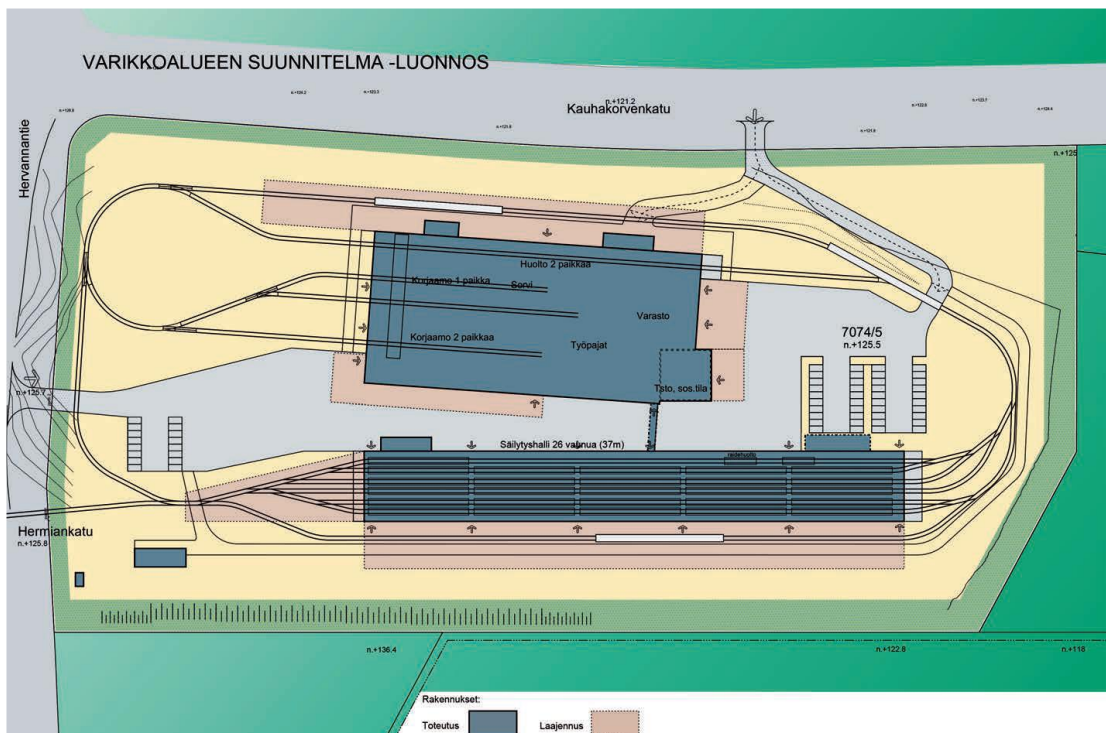 VARIKKOALUEEN SUUNNITELMA -LUONNOS
n.+121.2
Kauhakorvenkatu
n.+125
Hervannantie
Huolto 2 paikkaa
Korjaamo 1 paikka
Sorvi
Varasto
Korjaamo 2 paikkaa
Työpajat
7074/5
n.+125.5
Tsto, sos.tila
n.+125.7
Säilytyshalli 26 vaunua (37m)
Hermiankatu
n.+125.8
n.+136.4
n.+122.8
n.+118
Rakennukset:
Toteutus
Laajennus